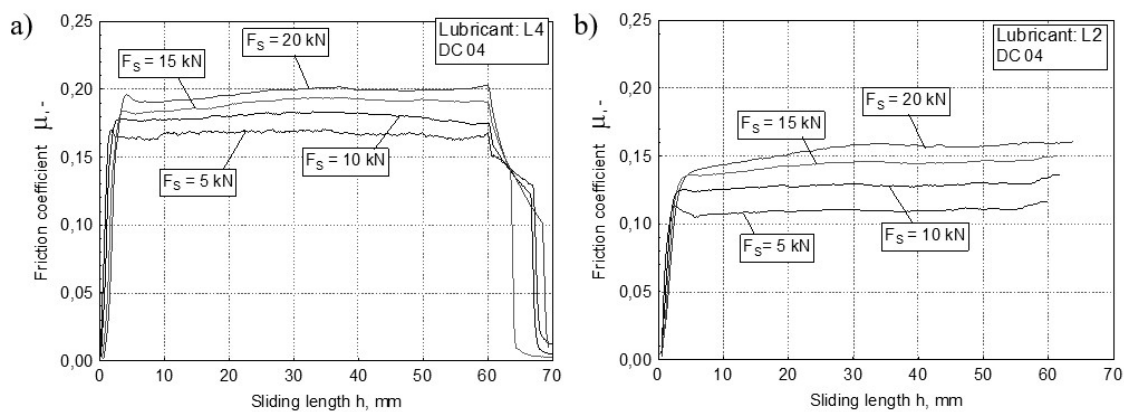 a)
0,25
0,20
0,15
0,10
0,05
0,00
Friction coefficient µ,-
Lubricant: L4
DC 04
F_S = 20 kN
F_S = 15 kN
F_S = 10 kN
F_S = 5 kN
0 10 20 30 40 50 60 70
Sliding length h, mm
b)
0,25
0,20
0,15
0,10
0,05
0,00
Friction coefficient µ,-
Lubricant: L2
DC 04
F_S = 20 kN
F_S = 15 kN
F_S = 10 kN
F_S = 5 kN
0 10 20 30 40 50 60 70
Sliding length h, mm